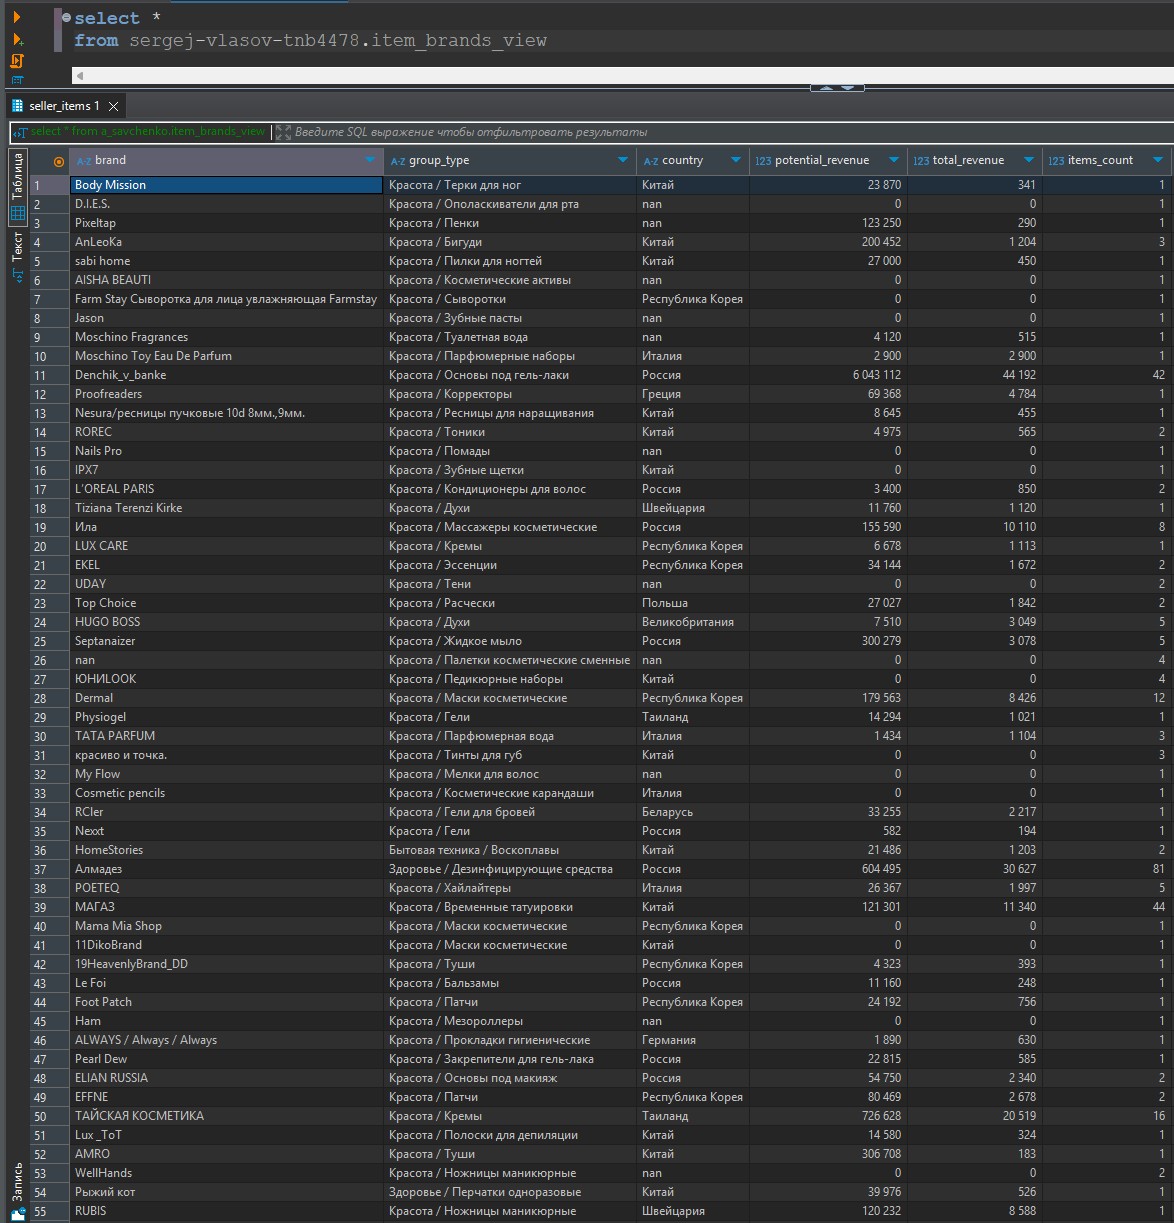 select *
from sergej-vlasov-tnb4478.item_brands_view
seller_items 1
select * from a_savchenko.item_brands_view Введите SQL выражение чтобы отфильтровать результаты
Таблица
Текст
Запись
A-Z brand A-Z group_type A-Z country 123 potential_revenue 123 total_revenue 123 items_count
1 Body Mission Красота / Терки для ног Китай 23 870 341 1
2 D.I.E.S. Красота / Ополаскиватели для рта nan 0 0 1
3 Pixeltap Красота / Пенки nan 123 250 290 1
4 AnLeoKa Красота / Бигуди Китай 200 452 1 204 3
5 sabi home Красота / Пилки для ногтей Китай 27 000 450 1
6 AISHA BEAUTI Красота / Косметические активы nan 0 0 1
7 Farm Stay Сыворотка для лица увлажняющая Farmstay Красота / Сыворотки Республика Корея 0 0 1
8 Jason Красота / Зубные пасты nan 0 0 1
9 Moschino Fragrances Красота / Туалетная вода nan 4 120 515 1
10 Moschino Toy Eau De Parfum Красота / Парфюмерные наборы Италия 2 900 2 900 1
11 Denchik_v_banke Красота / Основы под гель-лаки Россия 6 043 112 44 192 42
12 Proofreaders Красота / Корректоры Греция 69 368 4 784 1
13 Nesura/ресницы пучковые 10d 8мм.,9мм. Красота / Ресницы для наращивания Китай 8 645 455 1
14 ROREC Красота / Тоники Китай 4 975 565 2
15 Nails Pro Красота / Помады nan 0 0 1
16 IPX7 Красота / Зубные щетки Китай 0 0 1
17 L'OREAL PARIS Красота / Кондиционеры для волос Россия 3 400 850 2
18 Tiziana Terenzi Kirke Красота / Духи Швейцария 11 760 1 120 1
19 Ила Красота / Массажеры косметические Россия 155 590 10 110 8
20 LUX CARE Красота / Кремы Республика Корея 6 678 1 113 1
21 EKEL Красота / Эссенции Республика Корея 34 144 1 672 2
22 UDAY Красота / Тени nan 0 0 2
23 Top Choice Красота / Расчески Польша 27 027 1 842 2
24 HUGO BOSS Красота / Духи Великобритания 7 510 3 049 5
25 Septanaizer Красота / Жидкое мыло Россия 300 279 3 078 5
26 nan Красота / Палетки косметические сменные nan 0 0 4
27 ЮНИLOOK Красота / Педикюрные наборы Китай 0 0 4
28 Dermal Красота / Маски косметические Республика Корея 179 563 8 426 12
29 Physiogel Красота / Гели Таиланд 14 294 1 021 1
30 TATA PARFUM Красота / Парфюмерная вода Италия 1 434 1 104 3
31 красиво и точка. Красота / Тинты для губ Китай 0 0 3
32 My Flow Красота / Мелки для волос nan 0 0 1
33 Cosmetic pencils Красота / Косметические карандаши Италия 0 0 1
34 RCler Красота / Гели для бровей Беларусь 33 255 2 217 1
35 Nexxt Красота / Гели Россия 582 194 1
36 HomeStories Бытовая техника / Воскоплавы Китай 21 486 1 203 2
37 Алмадез Здоровье / Дезинфицирующие средства Россия 604 495 30 627 81
38 POETEQ Красота / Хайлайтеры Италия 26 367 1 997 5
39 МАГАЗ Красота / Временные татуировки Китай 121 301 11 340 44
40 Mama Mia Shop Красота / Маски косметические Республика Корея 0 0 1
41 11DikoBrand Красота / Маски косметические Китай 0 0 1
42 19HeavenlyBrand_DD Красота / Туши Республика Корея 4 323 393 1
43 Le Foi Красота / Бальзамы Россия 11 160 248 1
44 Foot Patch Красота / Патчи Республика Корея 24 192 756 1
45 Ham Красота / Мезороллеры nan 0 0 1
46 ALWAYS / Always / Always Красота / Прокладки гигиенические Германия 1 890 630 1
47 Pearl Dew Красота / Закрепители для гель-лака Россия 22 815 585 1
48 ELIAN RUSSIA Красота / Основы под макияж Россия 54 750 2 340 2
49 EFFNE Красота / Патчи Республика Корея 80 469 2 678 2
50 ТАЙСКАЯ КОСМЕТИКА Красота / Кремы Таиланд 726 628 20 519 16
51 Lux_ToT Красота / Полоски для депиляции Китай 14 580 324 1
52 AMRO Красота / Туши Китай 306 708 183 1
53 WellHands Красота / Ножницы маникюрные nan 0 0 2
54 Рыжий кот Здоровье / Перчатки одноразовые Китай 39 976 526 1
55 RUBIS Красота / Ножницы маникюрные Швейцария 120 232 8 588 1